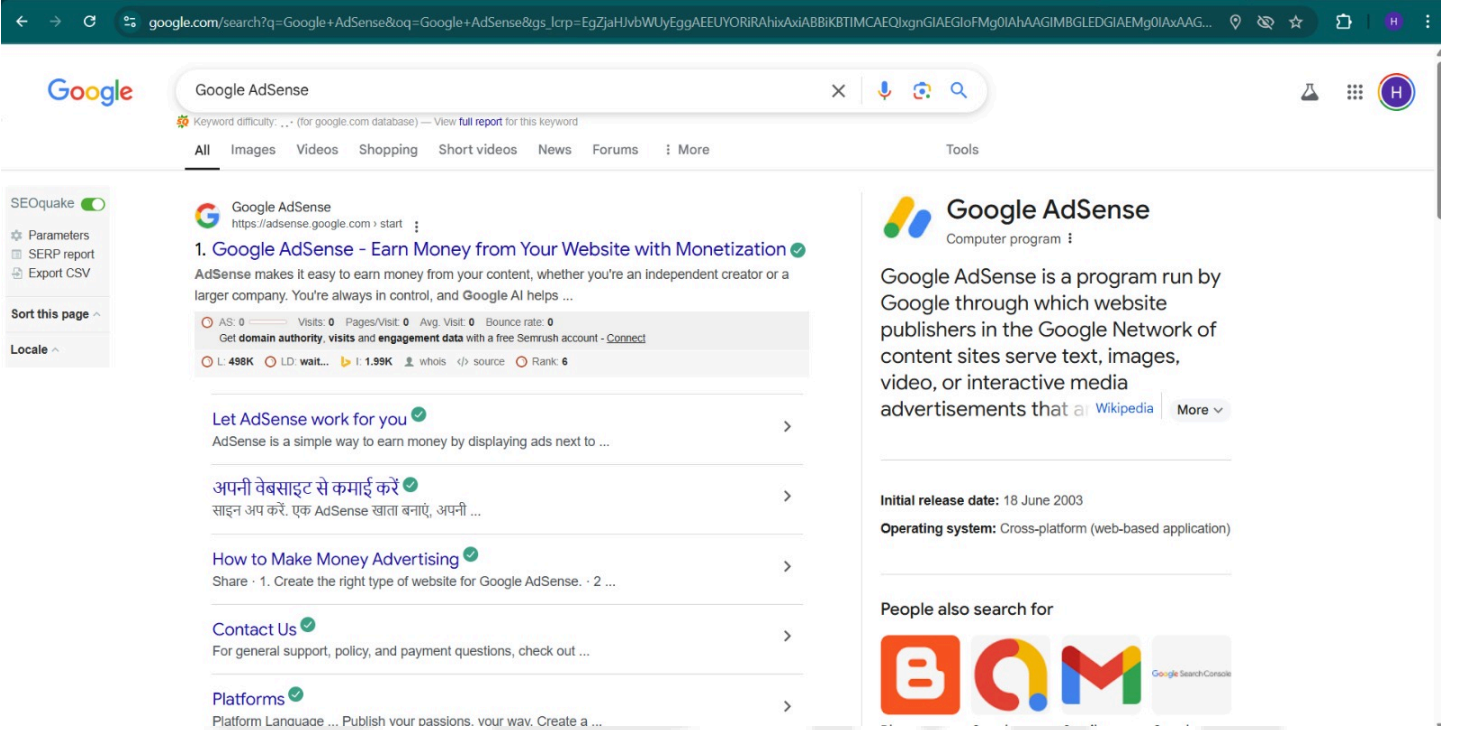 google.com/search?q=Google+AdSense&oq=Google+AdSense&gs_lcrp=
H
Google
Google AdSense
H
Keyword difficulty: (for google.com database) — View full report for this keyword
All Images Videos Shopping Short videos News Forums More Tools
SEOquake
Parameters
SERP report
Export CSV
Sort this page
Locale
Google AdSense
https://adsense.google.com › start
1. Google AdSense - Earn Money from Your Website with Monetization
AdSense makes it easy to earn money from your content, whether you're an independent creator or a
larger company. You're always in control, and Google AI helps ...
AS: 0 Visits: 0 Pages/Visit: 0 Avg. Visit: 0 Bounce rate: 0
Get domain authority, visits and engagement data with a free Semrush account - Connect
L: 498K LD: wait... I: 1.99K whois </> source Rank: 6
Let AdSense work for you
AdSense is a simple way to earn money by displaying ads next to ...
अपनी वेबसाइट से कमाई करें
साइन अप करें. एक AdSense खाता बनाएं, अपनी ...
How to Make Money Advertising
Share · 1. Create the right type of website for Google AdSense. · 2 ...
Contact Us
For general support, policy, and payment questions, check out ...
Platforms
Platform Language ... Publish your passions, your way. Create a ...
Google AdSense
Computer program
Google AdSense is a program run by
Google through which website
publishers in the Google Network of
content sites serve text, images,
video, or interactive media
advertisements that Wikipedia More
Initial release date: 18 June 2003
Operating system: Cross-platform (web-based application)
People also search for
Google Search Console